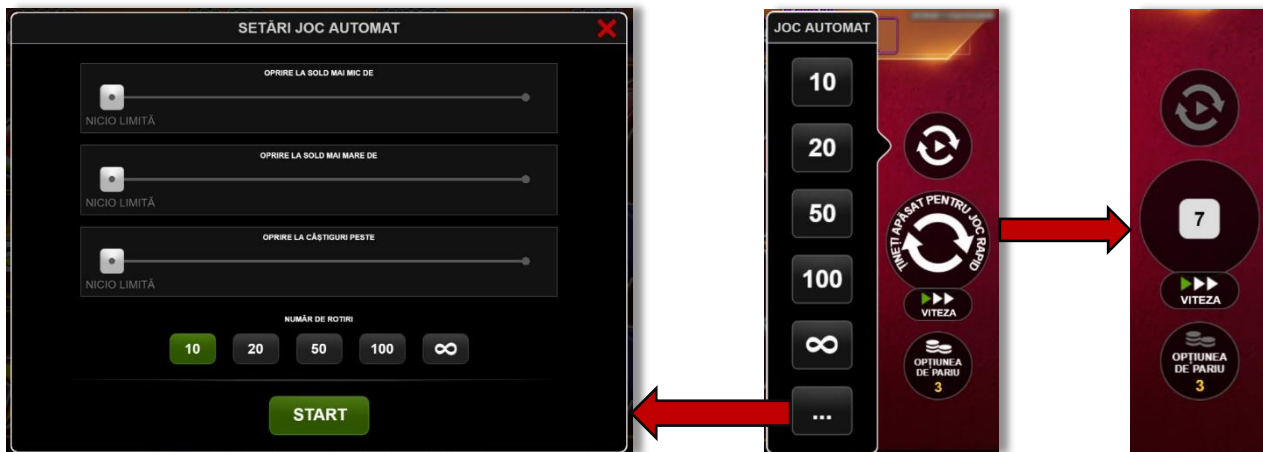 SETĂRI JOC AUTOMAT
OPRIRE LA SOLD MAI MIC DE
NICIO LIMITĂ
OPRIRE LA SOLD MAI MARE DE
NICIO LIMITĂ
OPRIRE LA CÂȘTIGURI PESTE
NICIO LIMITĂ
NUMĂR DE ROTIRI
10 20 50 100 ∞
START
JOC AUTOMAT
10
20
50
100
∞
...
ȚINEȚI APĂSAT PENTRU JOC RAPID
VITEZA
OPȚIUNEA
DE PARIU
3
7
VITEZA
OPȚIUNEA
DE PARIU
3